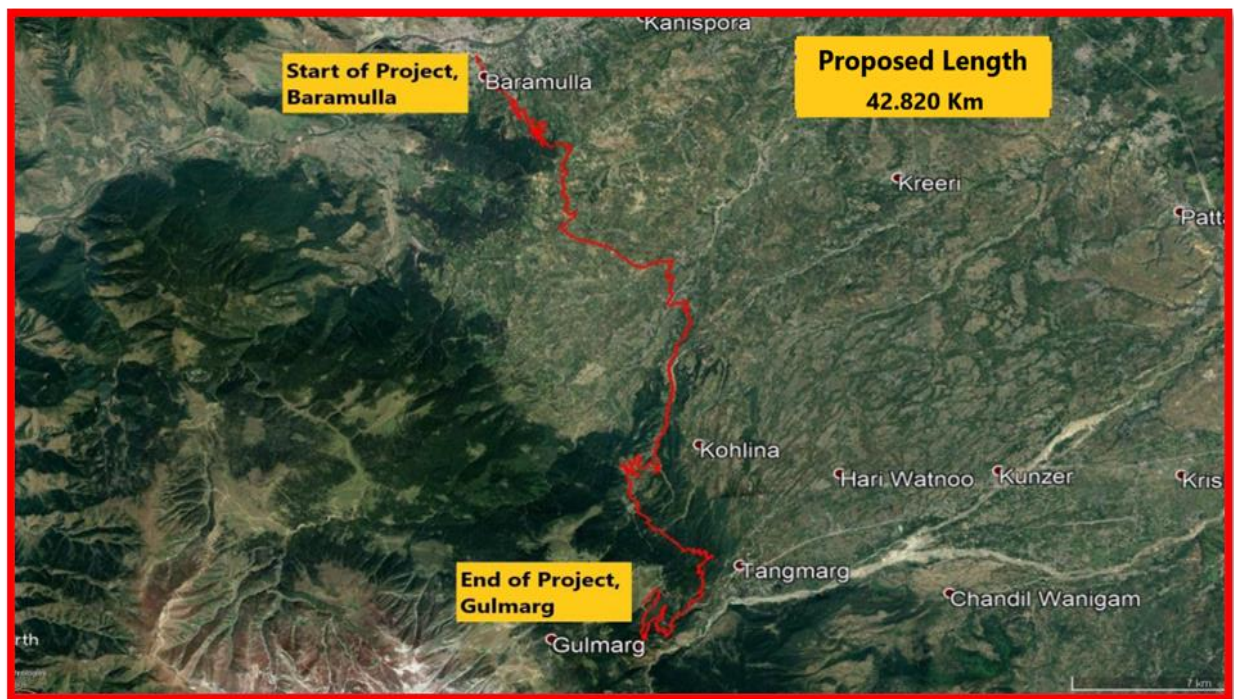 Kanispora
Start of Project,
Baramulla
Baramulla
Proposed Length
42.820 Km
Kreeri
Patta
Kohlina
Hari Watnoo
Kunzer
Kris
Tangmarg
End of Project,
Gulmarg
Chandil Wanigam
Gulmarg
rth
7 km